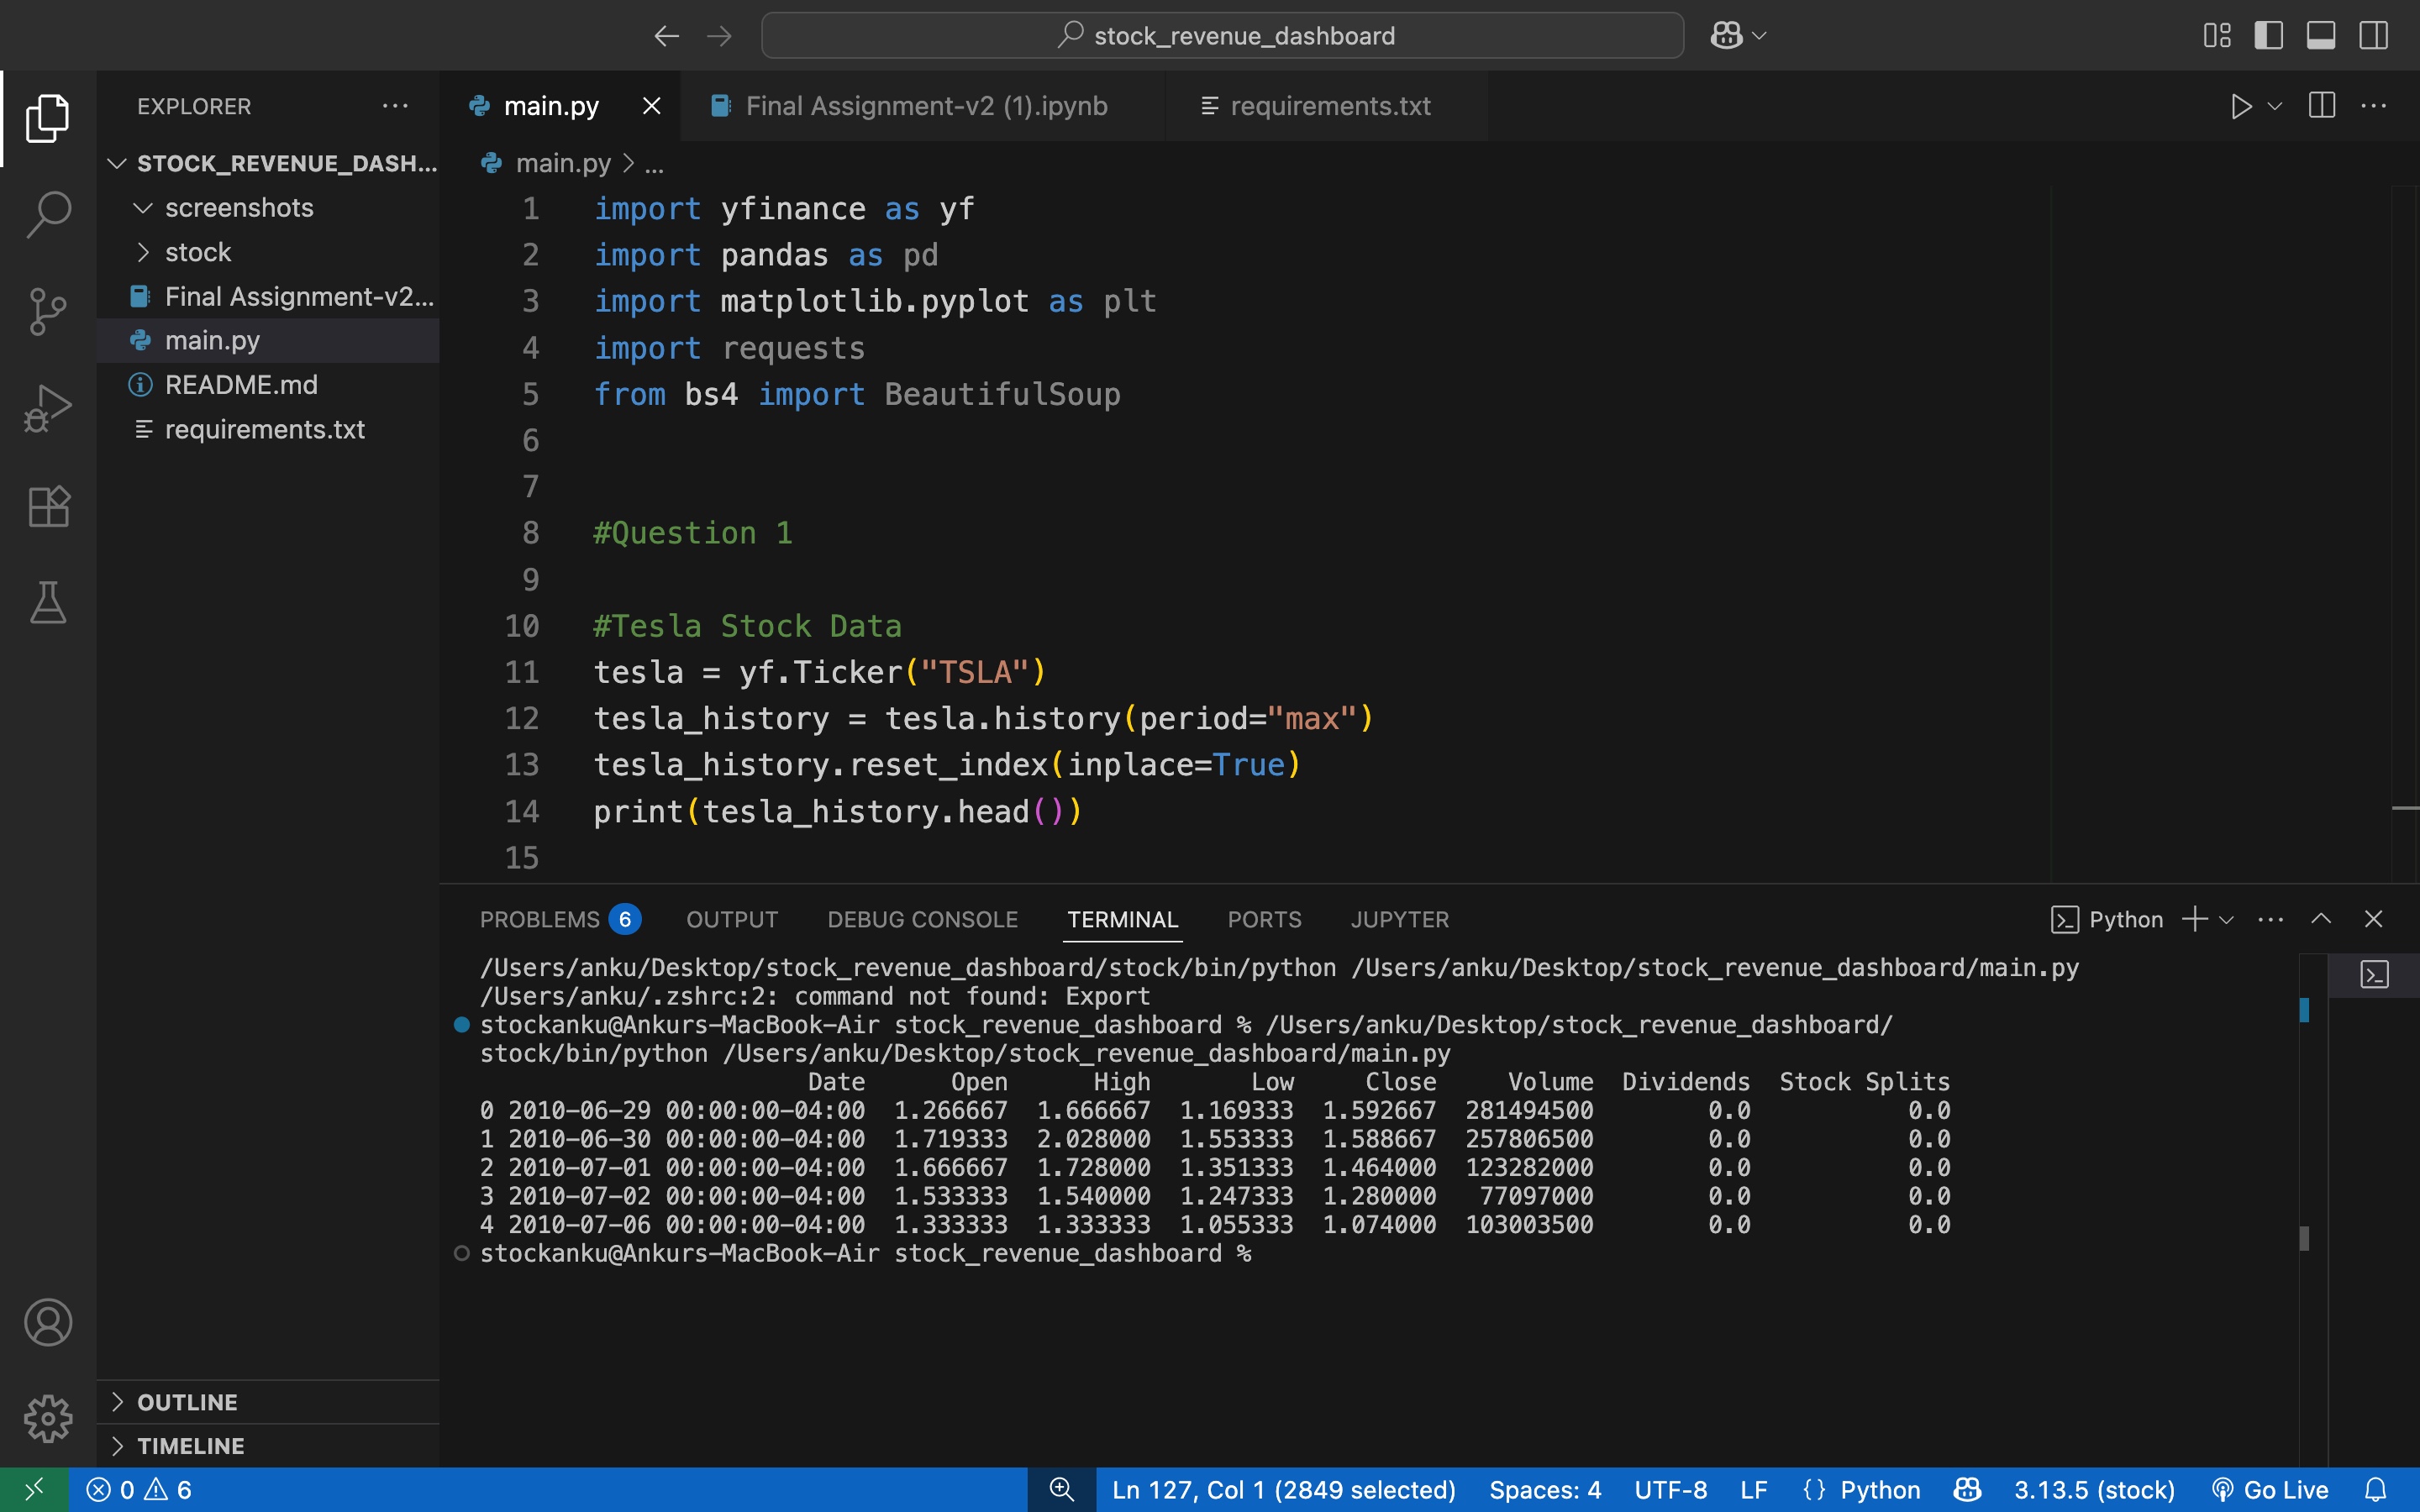 stock_revenue_dashboard
EXPLORER
main.py
Final Assignment-v2 (1).ipynb
requirements.txt
STOCK_REVENUE_DASH...
screenshots
stock
Final Assignment-v2...
main.py
README.md
requirements.txt
main.py > ...
1 import yfinance as yf
2 import pandas as pd
3 import matplotlib.pyplot as plt
4 import requests
5 from bs4 import BeautifulSoup
6
7
8 #Question 1
9
10 #Tesla Stock Data
11 tesla = yf.Ticker("TSLA")
12 tesla_history = tesla.history(period="max")
13 tesla_history.reset_index(inplace=True)
14 print(tesla_history.head())
15
PROBLEMS 6 OUTPUT DEBUG CONSOLE TERMINAL PORTS JUPYTER
Python
/Users/anku/Desktop/stock_revenue_dashboard/stock/bin/python /Users/anku/Desktop/stock_revenue_dashboard/main.py
/Users/anku/.zshrc:2: command not found: Export
stockanku@Ankurs-MacBook-Air stock_revenue_dashboard % /Users/anku/Desktop/stock_revenue_dashboard/
stock/bin/python /Users/anku/Desktop/stock_revenue_dashboard/main.py
Date Open High Low Close Volume Dividends Stock Splits
0 2010-06-29 00:00:00-04:00 1.266667 1.666667 1.169333 1.592667 281494500 0.0 0.0
1 2010-06-30 00:00:00-04:00 1.719333 2.028000 1.553333 1.588667 257806500 0.0 0.0
2 2010-07-01 00:00:00-04:00 1.666667 1.728000 1.351333 1.464000 123282000 0.0 0.0
3 2010-07-02 00:00:00-04:00 1.533333 1.540000 1.247333 1.280000 77097000 0.0 0.0
4 2010-07-06 00:00:00-04:00 1.333333 1.333333 1.055333 1.074000 103003500 0.0 0.0
stockanku@Ankurs-MacBook-Air stock_revenue_dashboard %
OUTLINE
TIMELINE
0 6 Ln 127, Col 1 (2849 selected) Spaces: 4 UTF-8 LF {} Python 3.13.5 (stock) Go Live